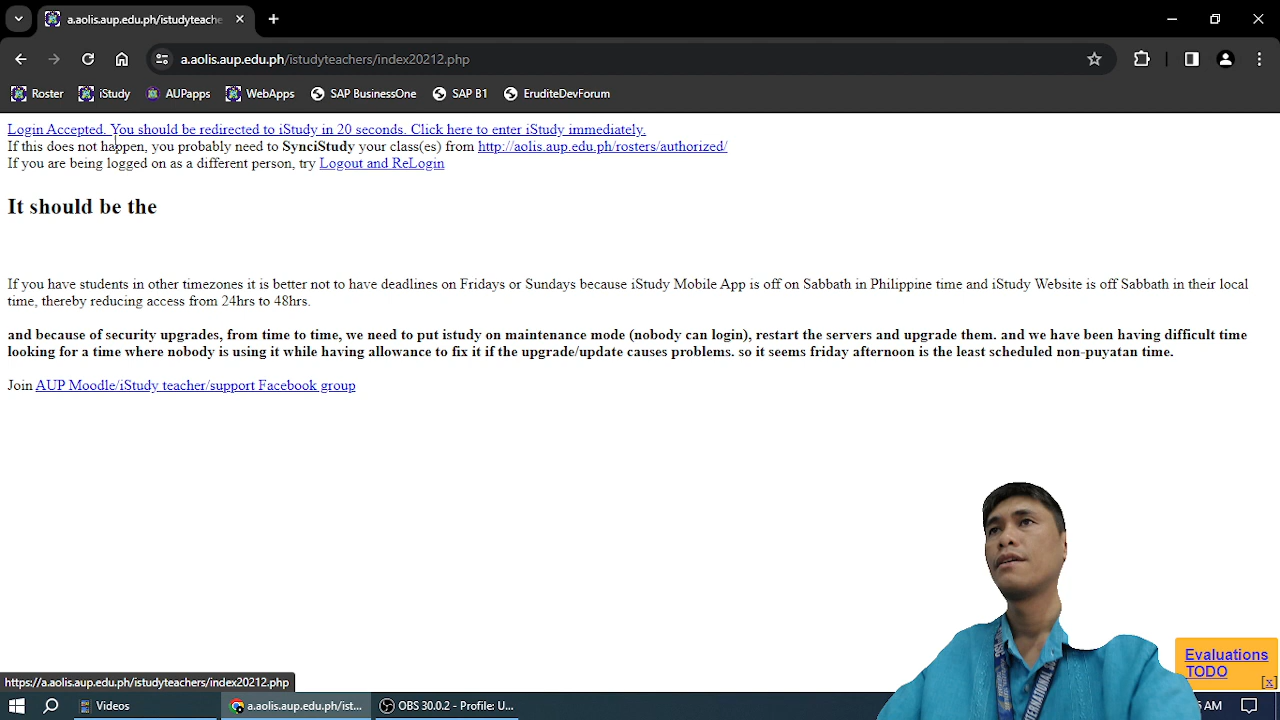 a.aolis.aup.edu.ph/istudyteache
a.aolis.aup.edu.ph/istudyteachers/index20212.php
Roster iStudy AUPapps WebApps SAP BusinessOne SAP B1 EruditeDevForum
Login Accepted. You should be redirected to iStudy in 20 seconds. Click here to enter iStudy immediately.
If this does not happen, you probably need to SynciStudy your class(es) from http://aolis.aup.edu.ph/rosters/authorized/
If you are being logged on as a different person, try Logout and ReLogin
It should be the
If you have students in other timezones it is better not to have deadlines on Fridays or Sundays because iStudy Mobile App is off on Sabbath in Philippine time and iStudy Website is off Sabbath in their local
time, thereby reducing access from 24hrs to 48hrs.
and because of security upgrades, from time to time, we need to put istudy on maintenance mode (nobody can login), restart the servers and upgrade them. and we have been having difficult time
looking for a time where nobody is using it while having allowance to fix it if the upgrade/update causes problems. so it seems friday afternoon is the least scheduled non-puyatan time.
Join AUP Moodle/iStudy teacher/support Facebook group
Evaluations
TODO
[x]
https://a.aolis.aup.edu.ph/istudyteachers/index20212.php
Videos a.aolis.aup.edu.ph/ist... OBS 30.0.2 - Profile: U... 5 AM